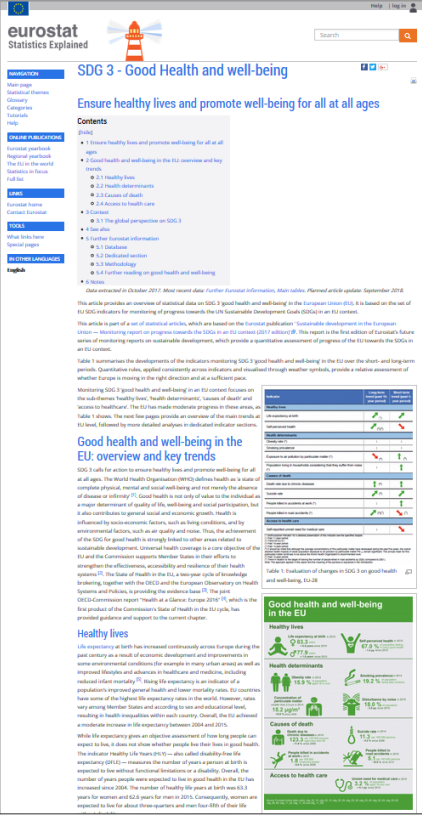 Help | log in
eurostat
Statistics Explained
Search
NAVIGATION
Main page
Statistical themes
Glossary
Categories
Tutorials
Help
ONLINE PUBLICATIONS
Eurostat yearbook
Regional yearbook
The EU in the world
Statistics in focus
Full list
LINKS
Eurostat home
Contact Eurostat
TOOLS
What links here
Special pages
IN OTHER LANGUAGES
English
SDG 3 - Good Health and well-being
Ensure healthy lives and promote well-being for all at all ages
Contents
[hide]
1 Ensure healthy lives and promote well-being for all at all
ages
2 Good health and well-being in the EU: overview and key
trends
2.1 Healthy lives
2.2 Health determinants
2.3 Causes of death
2.4 Access to health care
3 Context
3.1 The global perspective on SDG 3
4 See also
5 Further Eurostat information
5.1 Database
5.2 Dedicated section
5.3 Methodology
5.4 Further reading on good health and well-being
6 Notes
Data extracted in October 2017. Most recent data: Further Eurostat information, Main tables. Planned article update: September 2018.
This article provides an overview of statistical data on SDG 3 'good health and well-being' in the European Union (EU). It is based on the set
of EU SDG indicators for monitoring of progress towards the UN Sustainable Development Goals (SDGs) in an EU context.
This article is part of a set of statistical articles, which are based on the Eurostat publication 'Sustainable development in the European
Union — Monitoring report on progress towards the SDGs in an EU context (2017 edition)'. This report is the first edition of Eurostat's future
series of monitoring reports on sustainable development, which provide a quantitative assessment of progress of the EU towards the SDGs in
an EU context.
Table 1 summarises the developments of the indicators monitoring SDG 3 'good health and well-being' in the EU over the short- and long-term
periods. Quantitative rules, applied consistently across indicators and visualised through weather symbols, provide a relative assessment of
whether Europe is moving in the right direction and at a sufficient pace.
Monitoring SDG 3 'good health and well-being' in an EU context focuses on
the sub-themes 'healthy lives', 'health determinants', 'causes of death' and
'access to healthcare'. The EU has made moderate progress in these areas, as
Table 1 shows. The next few pages provide an overview of the main trends at
EU level, followed by more detailed analyses in dedicated indicator sections.
Good health and well-being in the
EU: overview and key trends
SDG 3 calls for action to ensure healthy lives and promote well-being for all
at all ages. The World Health Organisation (WHO) defines health as 'a state of
complete physical, mental and social well-being and not merely the absence
of disease or infirmity' [1]. Good health is not only of value to the individual as
a major determinant of quality of life, well-being and social participation, but
it also contributes to general social and economic growth. Health is
influenced by socio-economic factors, such as living conditions, and by
environmental factors, such as air quality and noise. Thus, the achievement
of the SDG for good health is strongly linked to other areas related to
sustainable development. Universal health coverage is a core objective of the
EU and the Commission supports Member States in their efforts to
strengthen the effectiveness, accessibility and resilience of their health
systems [2]. The State of Health in the EU, a two-year cycle of knowledge
brokering, together with the OECD and the European Observatory on Health
Systems and Policies, is providing the evidence base [3]. The joint
OECD-Commission report "Health at a Glance: Europe 2016" [4], which is the
first product of the Commission's State of Health in the EU cycle, has
provided guidance and support to the current chapter.
Healthy lives
Life expectancy at birth has increased continuously across Europe during the
past century as a result of economic development and improvements in
some environmental conditions (for example in many urban areas) as well as
improved lifestyles and advances in healthcare and medicine, including
reduced infant mortality [5]. Rising life expectancy is an indicator of a
population's improved general health and lower mortality rates. EU countries
have some of the highest life expectancy rates in the world. However, rates
vary among Member States and according to sex and educational level,
resulting in health inequalities within each country. Overall, the EU achieved
a moderate increase in life expectancy between 2004 and 2015.
While life expectancy gives an objective assessment of how long people can
expect to live, it does not show whether people live their lives in good health.
The indicator Healthy Life Years (HLY) — also called disability-free life
expectancy (DFLE) — measures the number of years a person at birth is
expected to live without functional limitations or a disability. Overall, the
number of years people were expected to live in good health in the EU has
increased since 2004. The number of healthy life years at birth was 63.3
years for women and 62.6 years for men in 2015. Consequently, women are
expected to live for about three-quarters and men four-fifth of their life
Indicator
Healthy lives
Life expectancy at birth
Self-perceived health
Health determinants
Obesity rate
Smoking prevalence
Exposure to air pollution by particulate matter
Population living in households considering that they suffer from noise
Causes of death
Death rate due to chronic diseases
Suicide rate
People killed in accidents at work
People killed in road accidents
Access to health care
Self-reported unmet need for medical care
Table 1: Evaluation of changes in SDG 3 on good health
and well-being, EU-28
Good health and well-being
in the EU
Healthy lives
Life expectancy at birth
83.3
77.9
Self-perceived health
67.0 %
Health determinants
Obesity rate
15.9 %
Smoking prevalence
Concentration of
particulate matter
Disturbance by noise
Causes of death
Death due to
chronic diseases
Suicide rate
People killed in accidents
at work
People killed in
road accidents
Access to health care
Unmet need for medical care
3.2 %